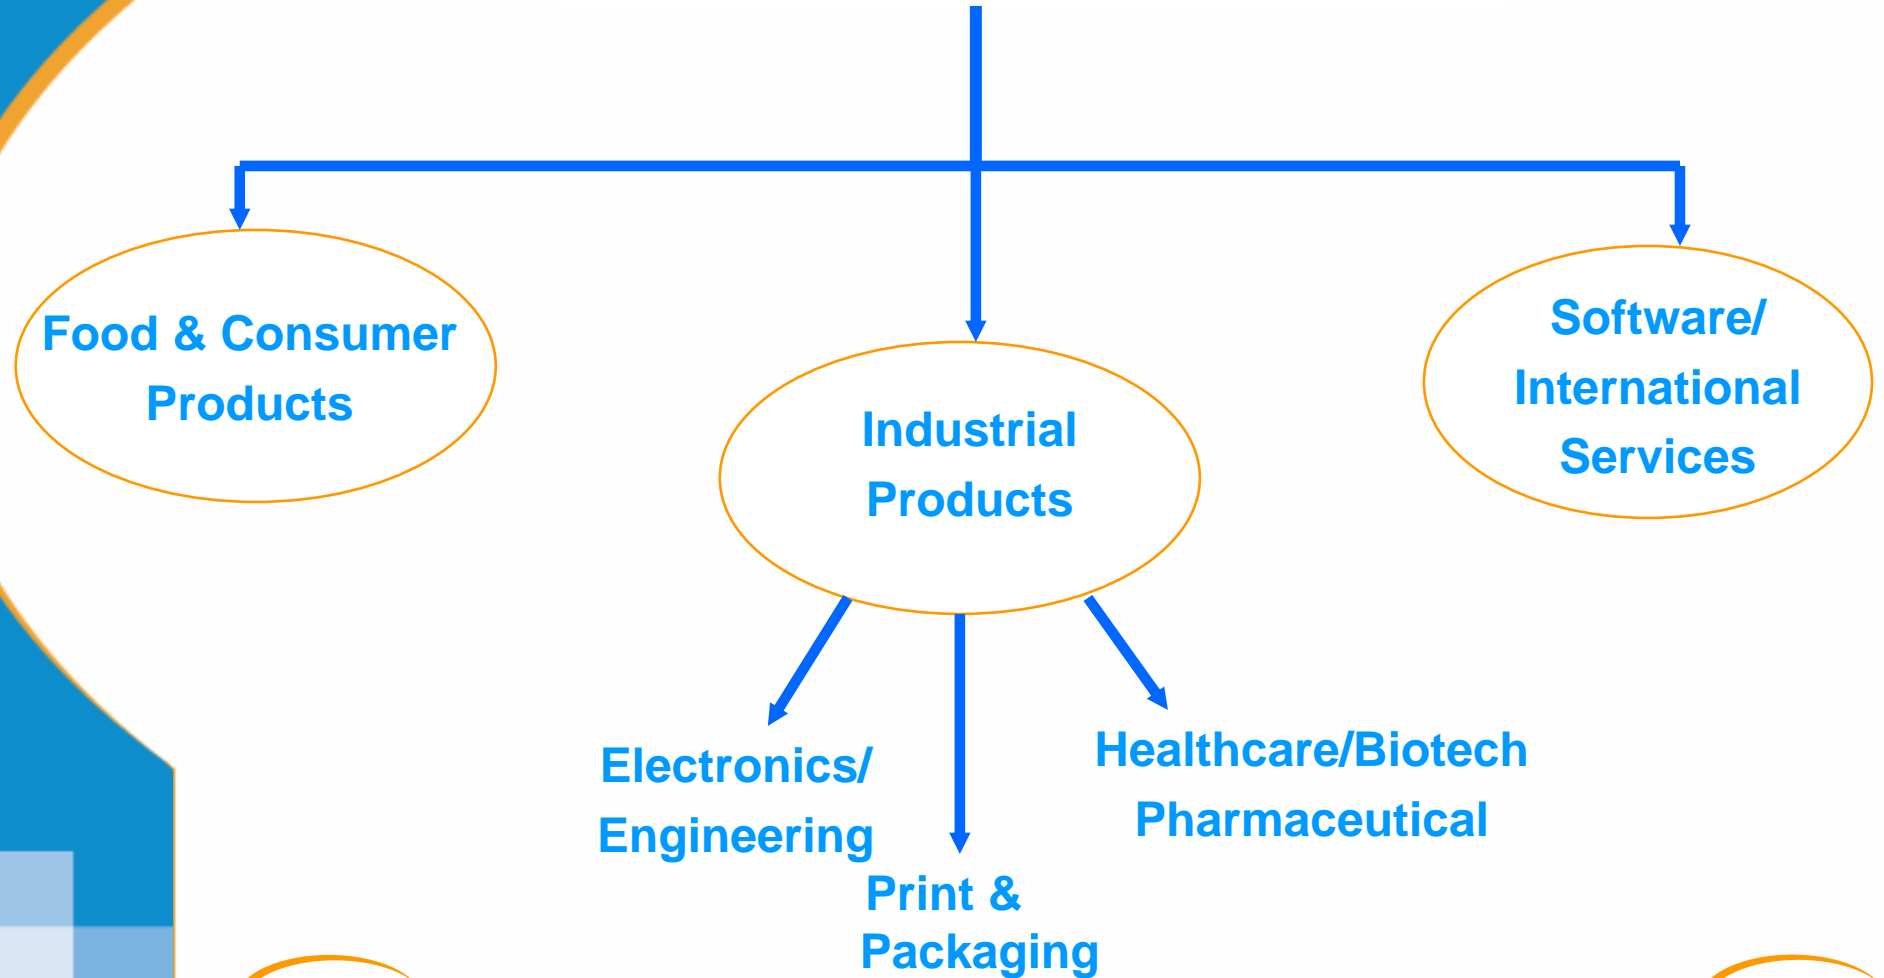 Food & Consumer
Products
Industrial
Products
Software/
International
Services
Electronics/
Engineering
Print &
Packaging
Healthcare/Biotech
Pharmaceutical